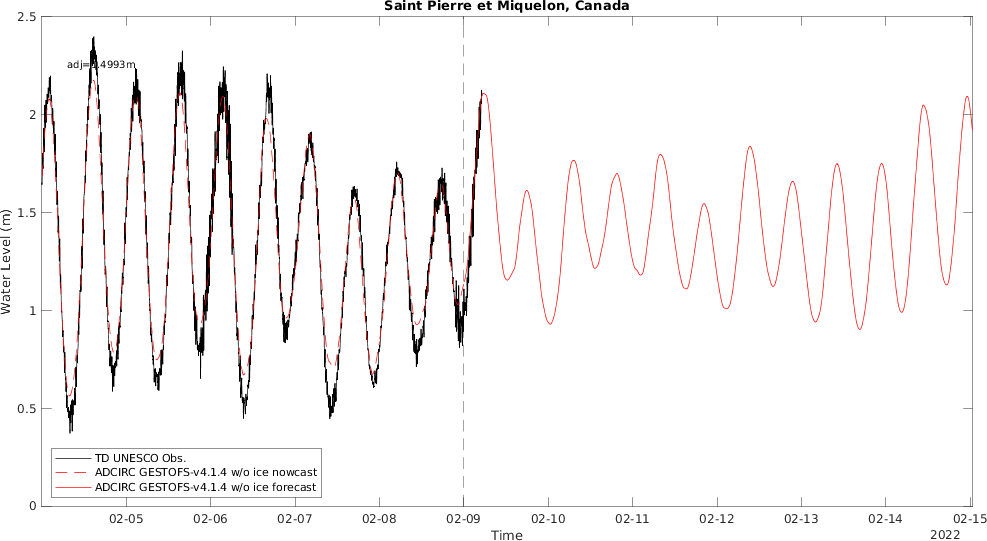 Saint Pierre et Miquelon, Canada
2.5
2
1.5
1
0.5
0
Water Level (m)
02-05 02-06 02-07 02-08 02-09 02-10 02-11 02-12 02-13 02-14 02-15
Time
2022
TD UNESCO Obs.
ADCIRC GESTOFS-v4.1.4 w/o ice nowcast
ADCIRC GESTOFS-v4.1.4 w/o ice forecast